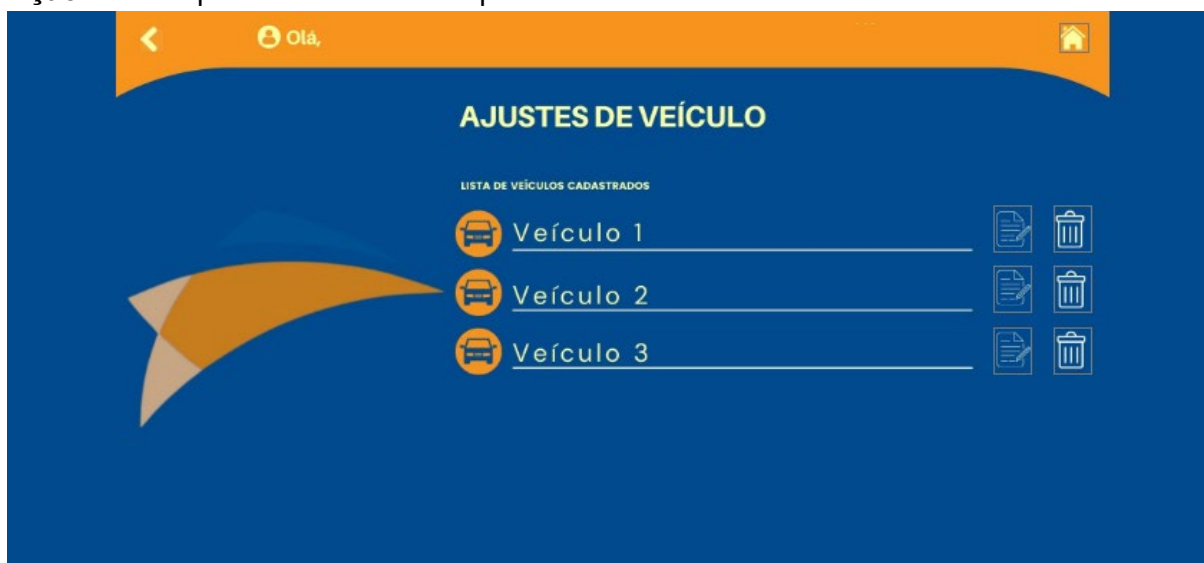 Olá,
AJUSTES DE VEÍCULO
LISTA DE VEÍCULOS CADASTRADOS
Veículo 1
Veículo 2
Veículo 3